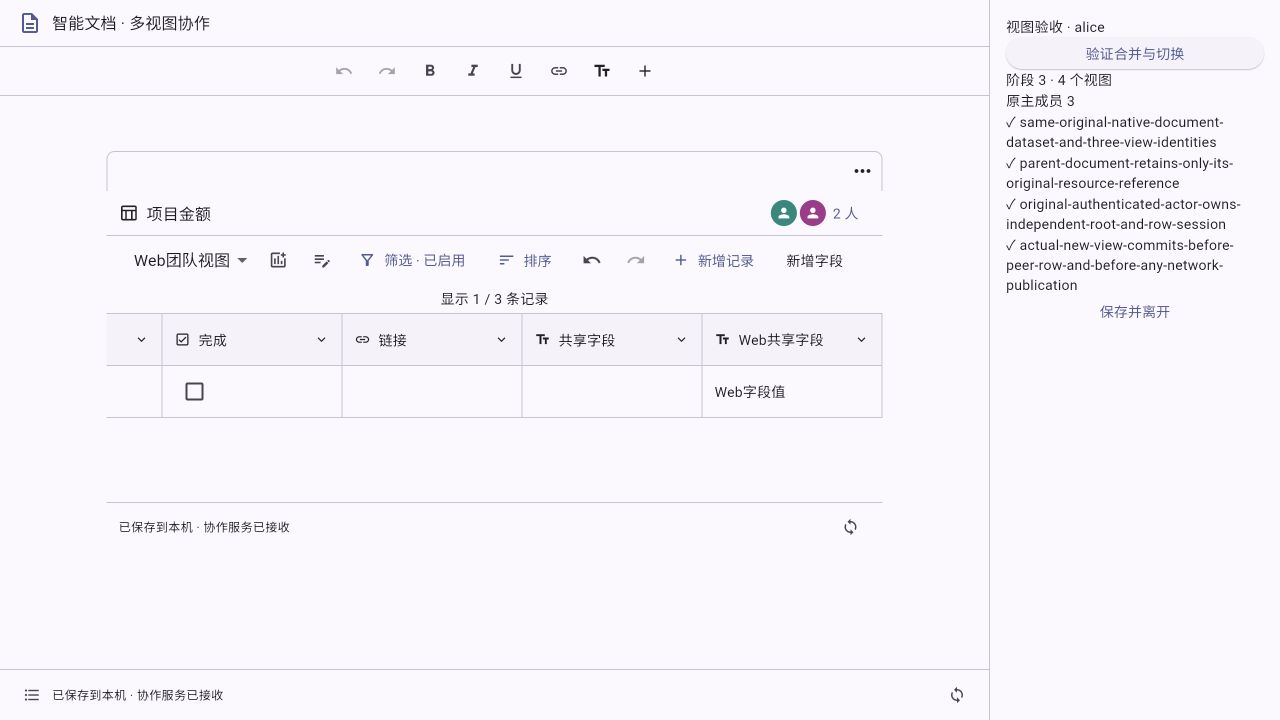 智能文档 · 多视图协作
项目金额
2 人
Web团队视图
筛选 · 已启用
排序
新增记录
新增字段
显示 1 / 3 条记录
完成
链接
共享字段
Web共享字段
Web字段值
已保存到本机 · 协作服务已接收
已保存到本机 · 协作服务已接收
视图验收 · alice
验证合并与切换
阶段 3 · 4 个视图
原主成员 3
✓ same-original-native-document-
dataset-and-three-view-identities
✓ parent-document-retains-only-its-
original-resource-reference
✓ original-authenticated-actor-owns-
independent-root-and-row-session
✓ actual-new-view-commits-before-
peer-row-and-before-any-network-
publication
保存并离开